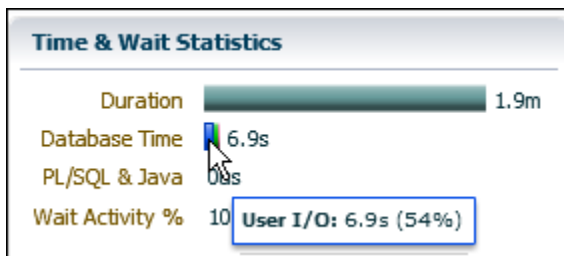 Time & Wait Statistics
Duration 1.9m
Database Time 6.9s
PL/SQL & Java 0us
Wait Activity % 10
User I/O: 6.9s (54%)